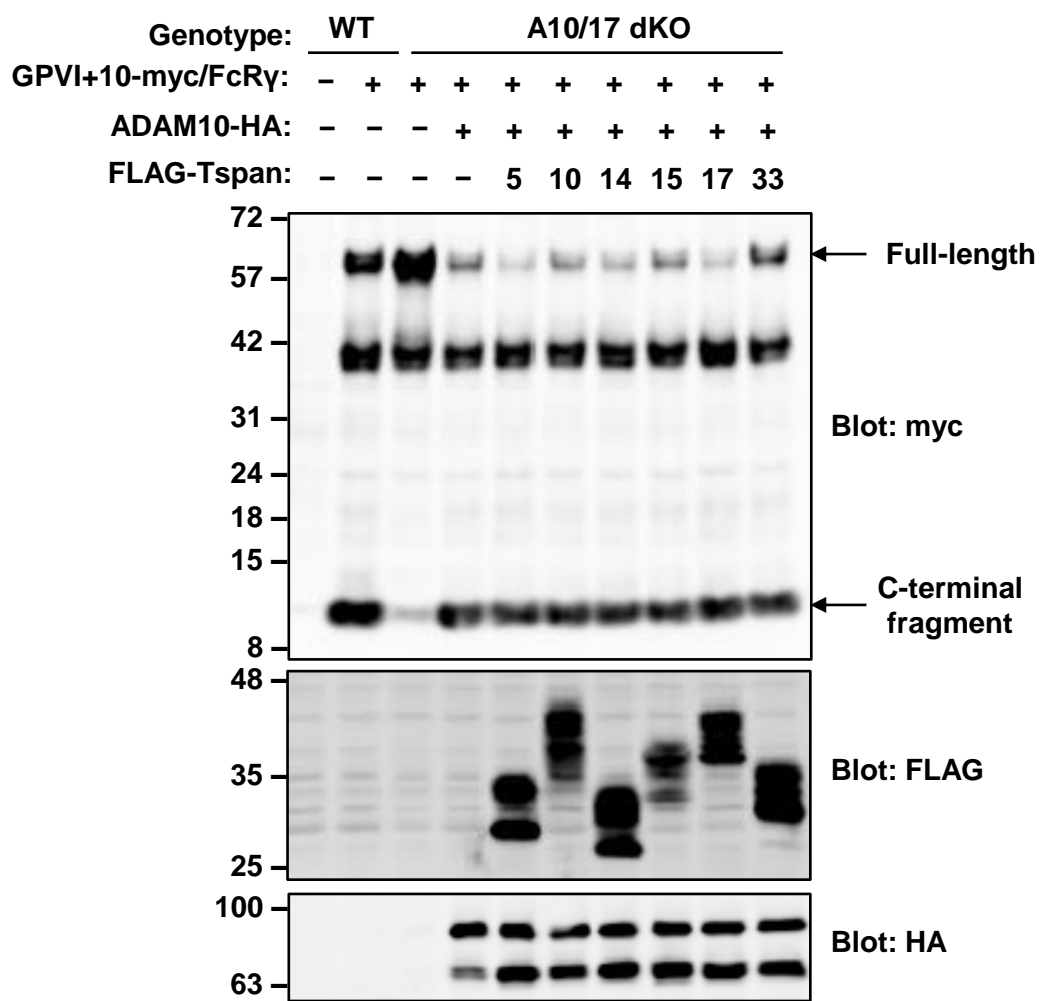 Genotype: WT A10/17 dKO
GPVI+10-myc/FcRγ: – + + + + + + + + +
ADAM10-HA: – – – + + + + + + +
FLAG-Tspan: – – – – 5 10 14 15 17 33
72
Full-length
57
42
31
Blot: myc
24
18
15
C-terminal
fragment
8
48
35
Blot: FLAG
25
100
Blot: HA
63